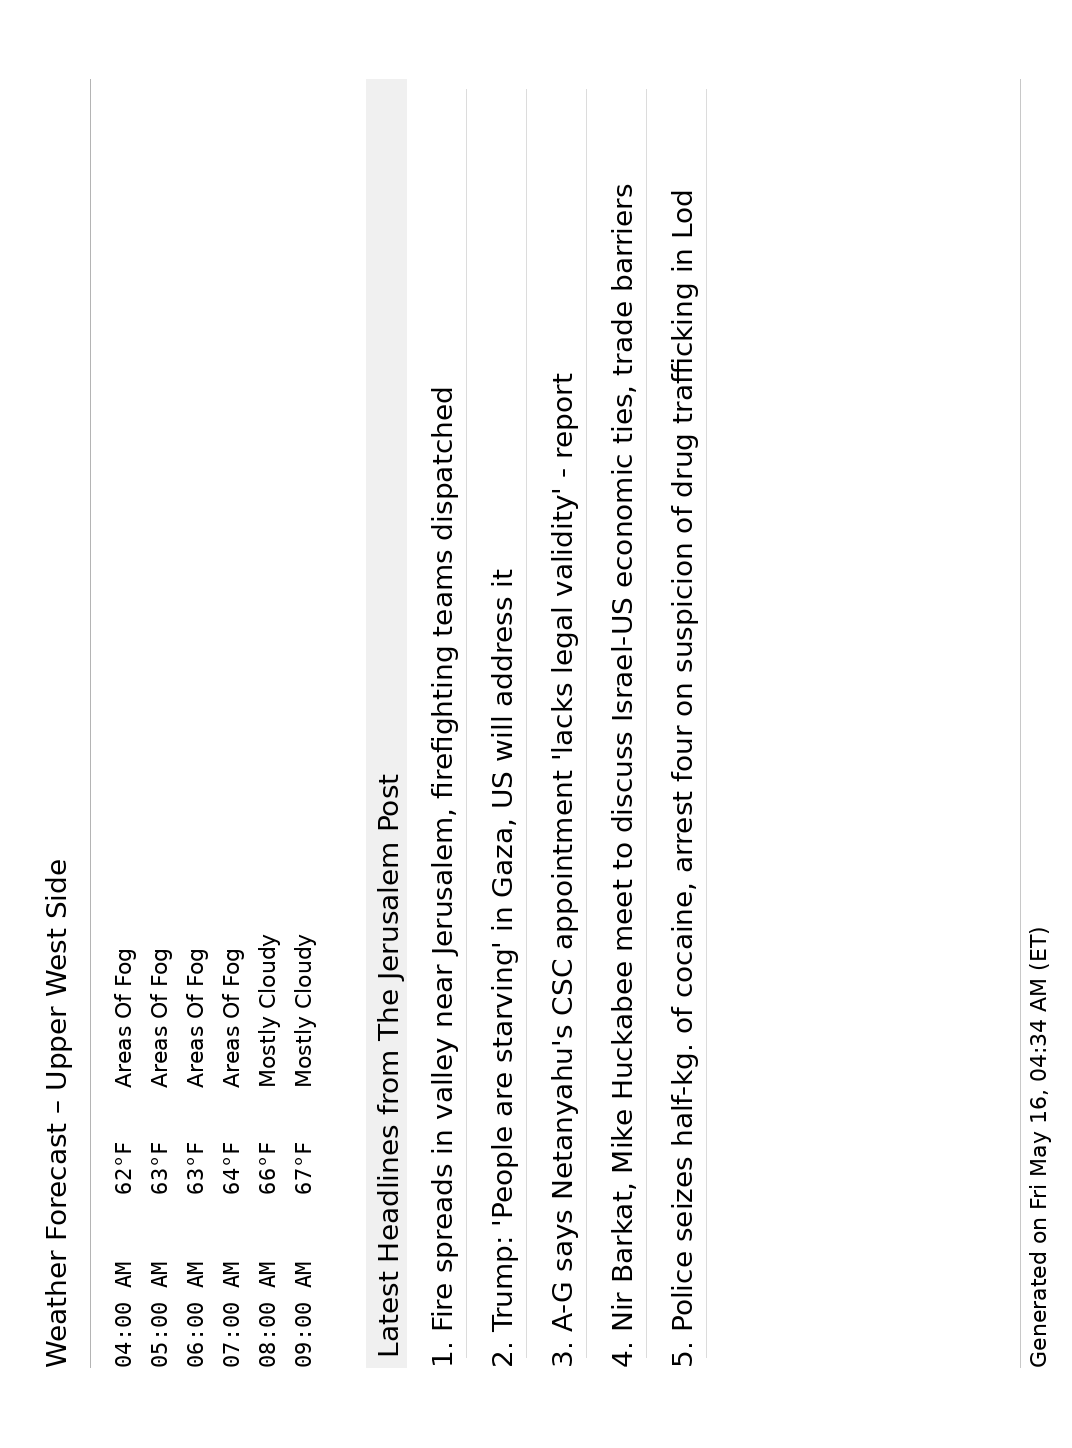 Weather Forecast – Upper West Side
04:00 AM 62°F Areas Of Fog
05:00 AM 63°F Areas Of Fog
06:00 AM 63°F Areas Of Fog
07:00 AM 64°F Areas Of Fog
08:00 AM 66°F Mostly Cloudy
09:00 AM 67°F Mostly Cloudy
Latest Headlines from The Jerusalem Post
1. Fire spreads in valley near Jerusalem, firefighting teams dispatched
2. Trump: 'People are starving' in Gaza, US will address it
3. A-G says Netanyahu's CSC appointment 'lacks legal validity' - report
4. Nir Barkat, Mike Huckabee meet to discuss Israel-US economic ties, trade barriers
5. Police seizes half-kg. of cocaine, arrest four on suspicion of drug trafficking in Lod
Generated on Fri May 16, 04:34 AM (ET)